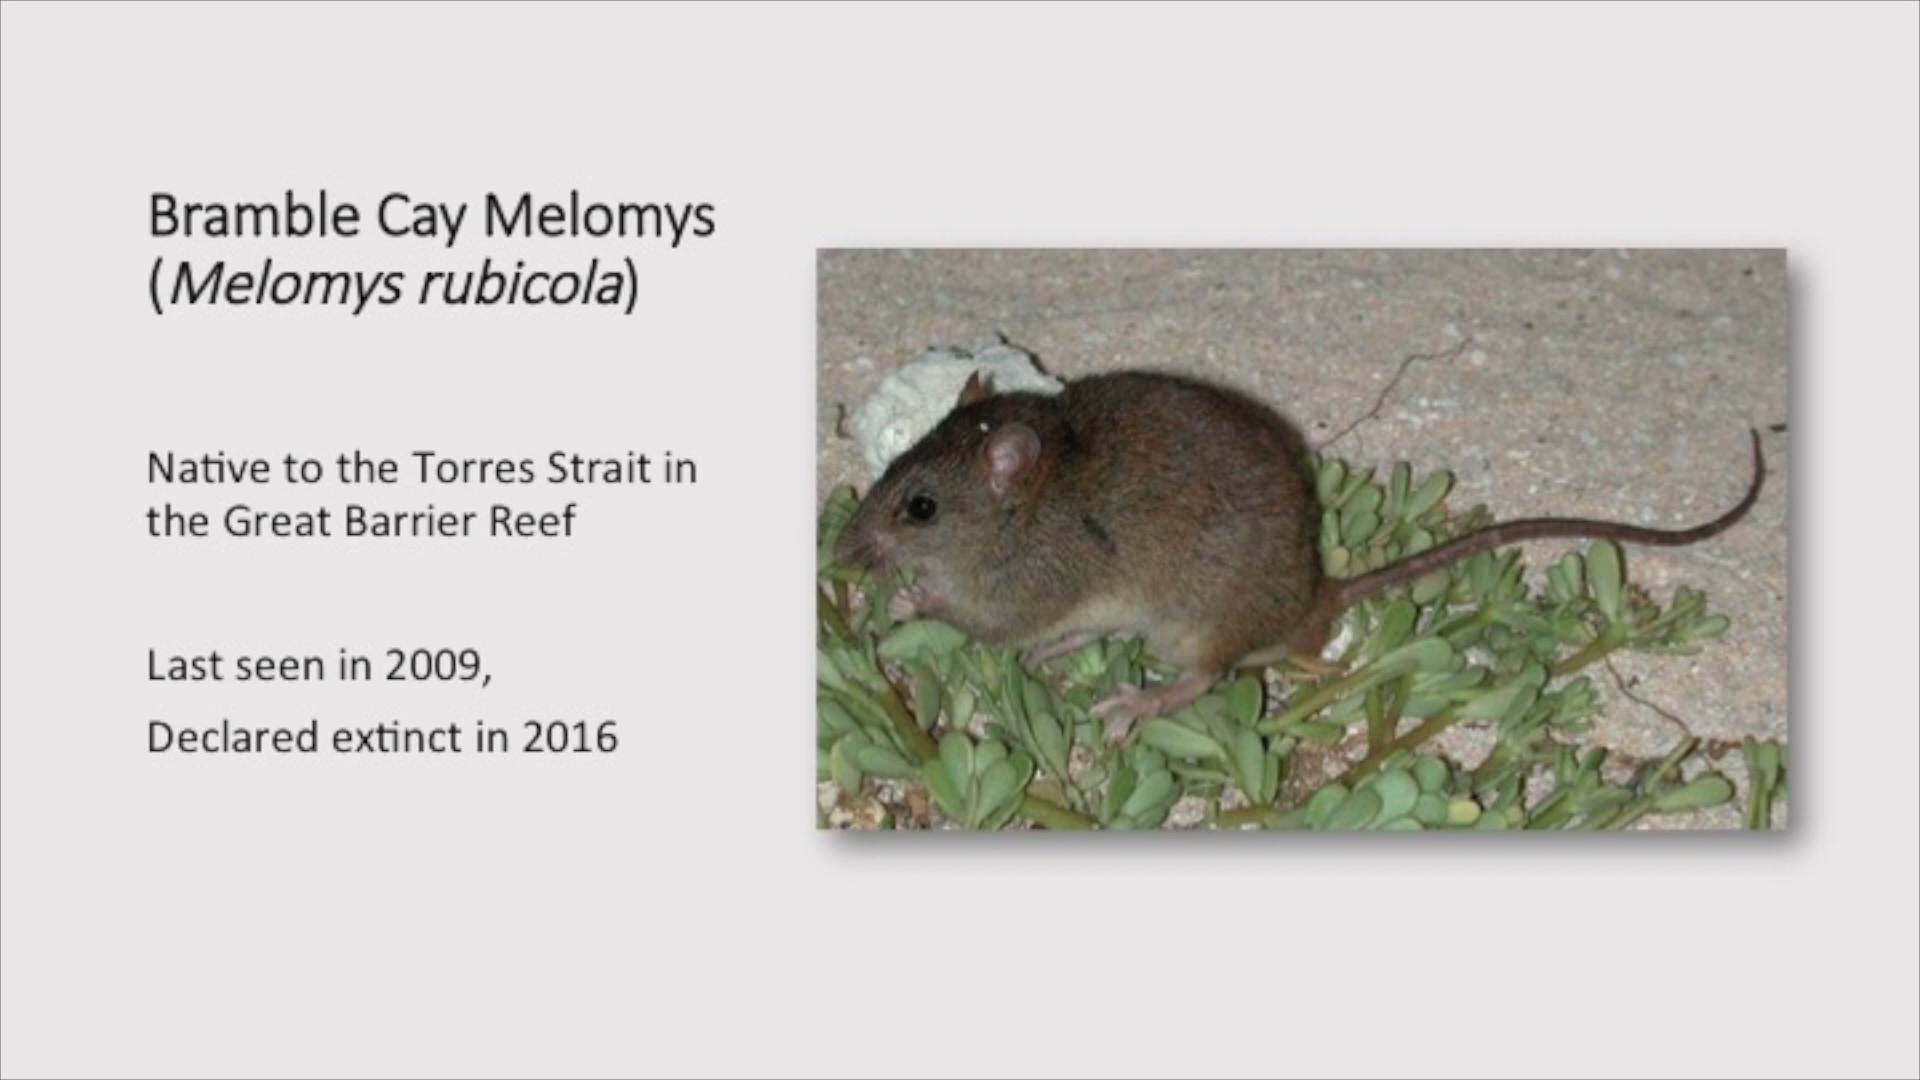 Bramble Cay Melomys
(Melomys rubicola)
Native to the Torres Strait in
the Great Barrier Reef
Last seen in 2009,
Declared extinct in 2016